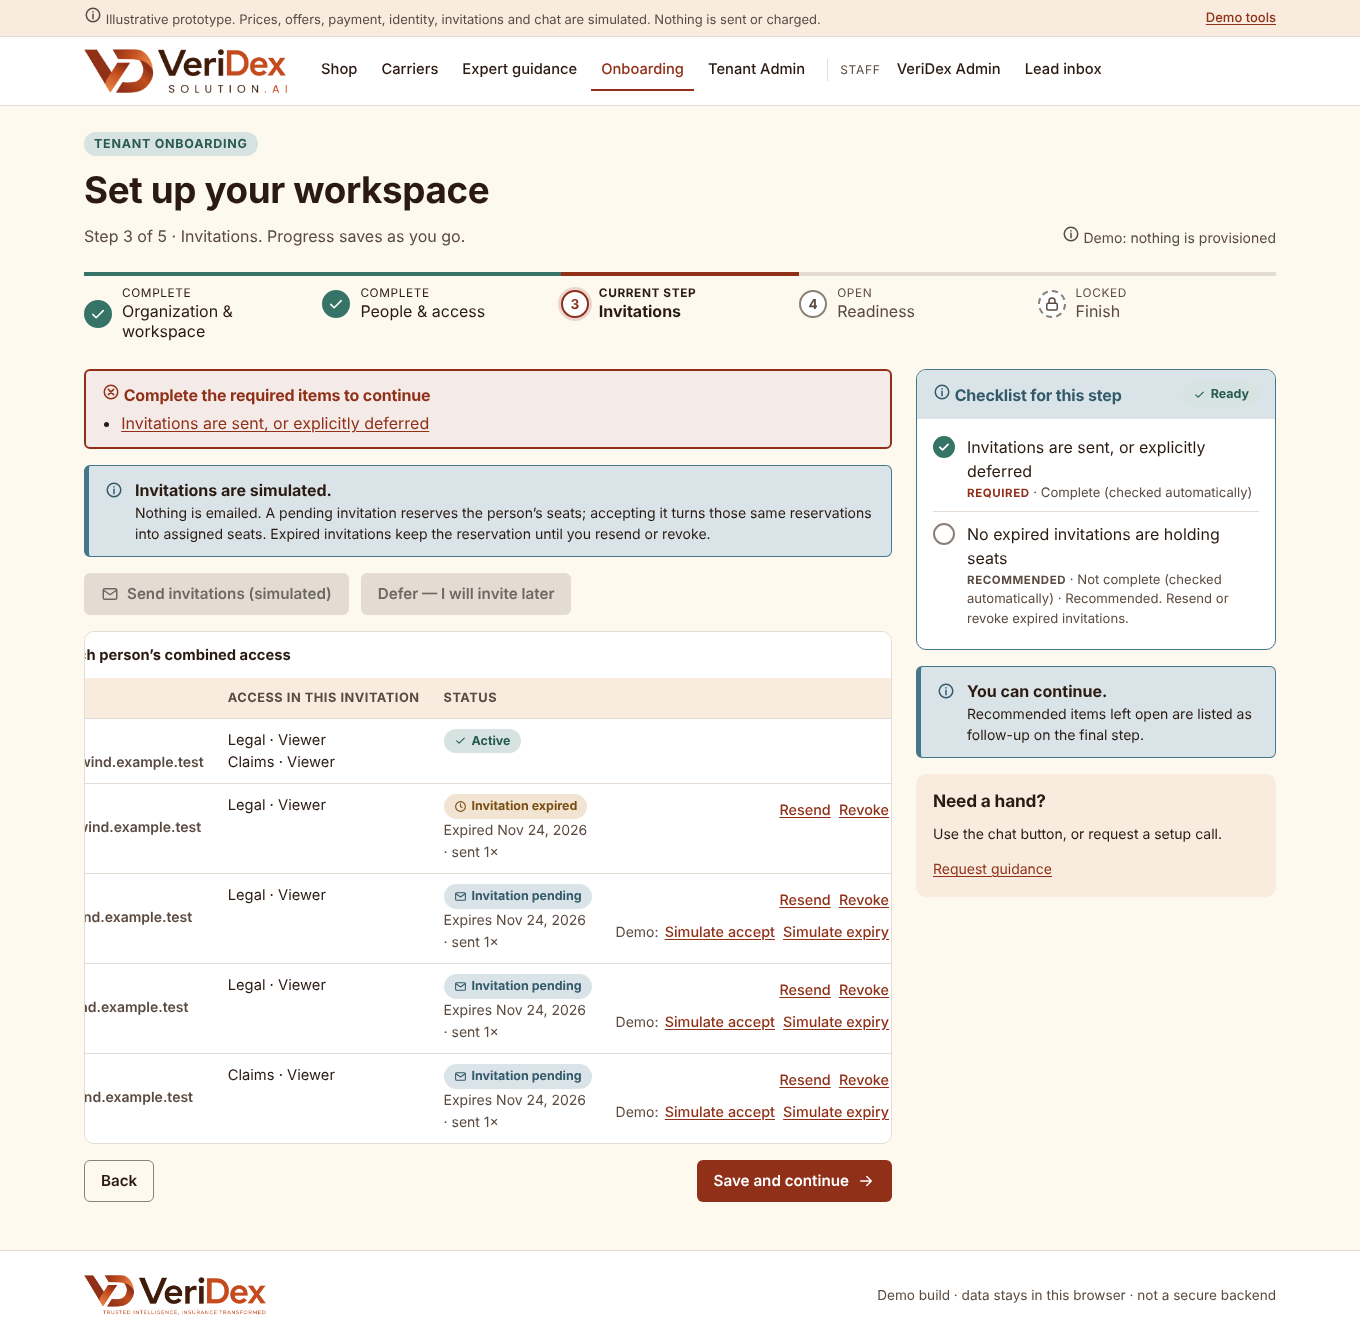 Illustrative prototype. Prices, offers, payment, identity, invitations and chat are simulated. Nothing is sent or charged.
Demo tools
VeriDex
SOLUTION.AI
Shop
Carriers
Expert guidance
Onboarding
Tenant Admin
STAFF
VeriDex Admin
Lead inbox
TENANT ONBOARDING
Set up your workspace
Step 3 of 5 · Invitations. Progress saves as you go.
Demo: nothing is provisioned
COMPLETE
Organization &
workspace
COMPLETE
People & access
3
CURRENT STEP
Invitations
4
OPEN
Readiness
LOCKED
Finish
Complete the required items to continue
• Invitations are sent, or explicitly deferred
Invitations are simulated.
Nothing is emailed. A pending invitation reserves the person’s seats; accepting it turns those same reservations
into assigned seats. Expired invitations keep the reservation until you resend or revoke.
Send invitations (simulated)
Defer — I will invite later
h person’s combined access
ACCESS IN THIS INVITATION
STATUS
wind.example.test
Legal · Viewer
Claims · Viewer
Active
wind.example.test
Legal · Viewer
Invitation expired
Expired Nov 24, 2026
· sent 1×
Resend Revoke
nd.example.test
Legal · Viewer
Invitation pending
Expires Nov 24, 2026
· sent 1×
Resend Revoke
Demo: Simulate accept Simulate expiry
nd.example.test
Legal · Viewer
Invitation pending
Expires Nov 24, 2026
· sent 1×
Resend Revoke
Demo: Simulate accept Simulate expiry
nd.example.test
Claims · Viewer
Invitation pending
Expires Nov 24, 2026
· sent 1×
Resend Revoke
Demo: Simulate accept Simulate expiry
Back
Save and continue →
Checklist for this step
Ready
Invitations are sent, or explicitly
deferred
REQUIRED · Complete (checked automatically)
No expired invitations are holding
seats
RECOMMENDED · Not complete (checked
automatically) · Recommended. Resend or
revoke expired invitations.
You can continue.
Recommended items left open are listed as
follow-up on the final step.
Need a hand?
Use the chat button, or request a setup call.
Request guidance
VeriDex
TRUSTED INTELLIGENCE, INSURANCE TRANSFORMED
Demo build · data stays in this browser · not a secure backend